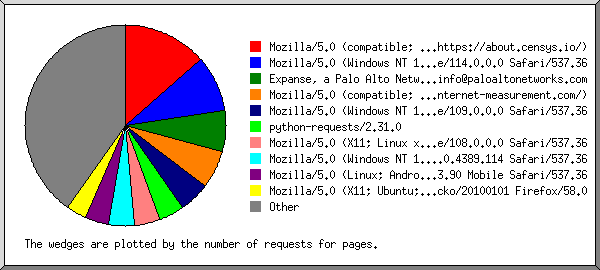 Mozilla/5.0 (compatible; ...https://about.censys.io/)
Mozilla/5.0 (Windows NT 1...e/114.0.0.0 Safari/537.36
Expanse, a Palo Alto Netw...info@paloaltonetworks.com
Mozilla/5.0 (compatible; ...nternet-measurement.com/)
Mozilla/5.0 (Windows NT 1...e/109.0.0.0 Safari/537.36
python-requests/2.31.0
Mozilla/5.0 (X11; Linux x...e/108.0.0.0 Safari/537.36
Mozilla/5.0 (Windows NT 1....0.4389.114 Safari/537.36
Mozilla/5.0 (Linux; Andro...3.90 Mobile Safari/537.36
Mozilla/5.0 (X11; Ubuntu;...cko/20100101 Firefox/58.0
Other
The wedges are plotted by the number of requests for pages.